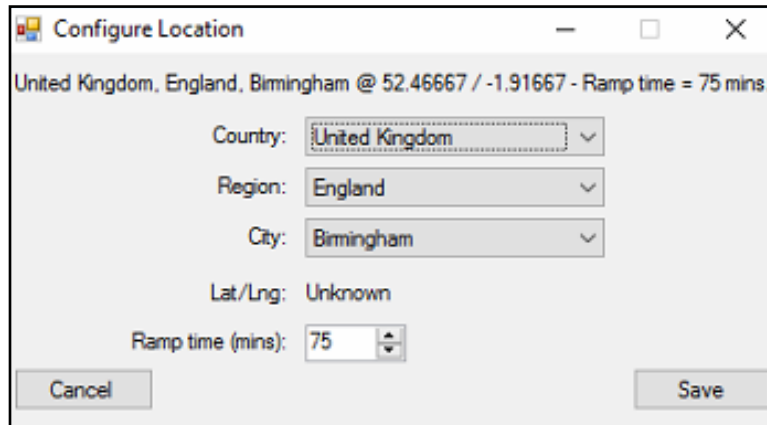 Configure Location
United Kingdom, England, Birmingham @ 52.46667 / -1.91667 - Ramp time = 75 mins
Country: United Kingdom
Region: England
City: Birmingham
Lat/Lng: Unknown
Ramp time (mins): 75
Cancel Save